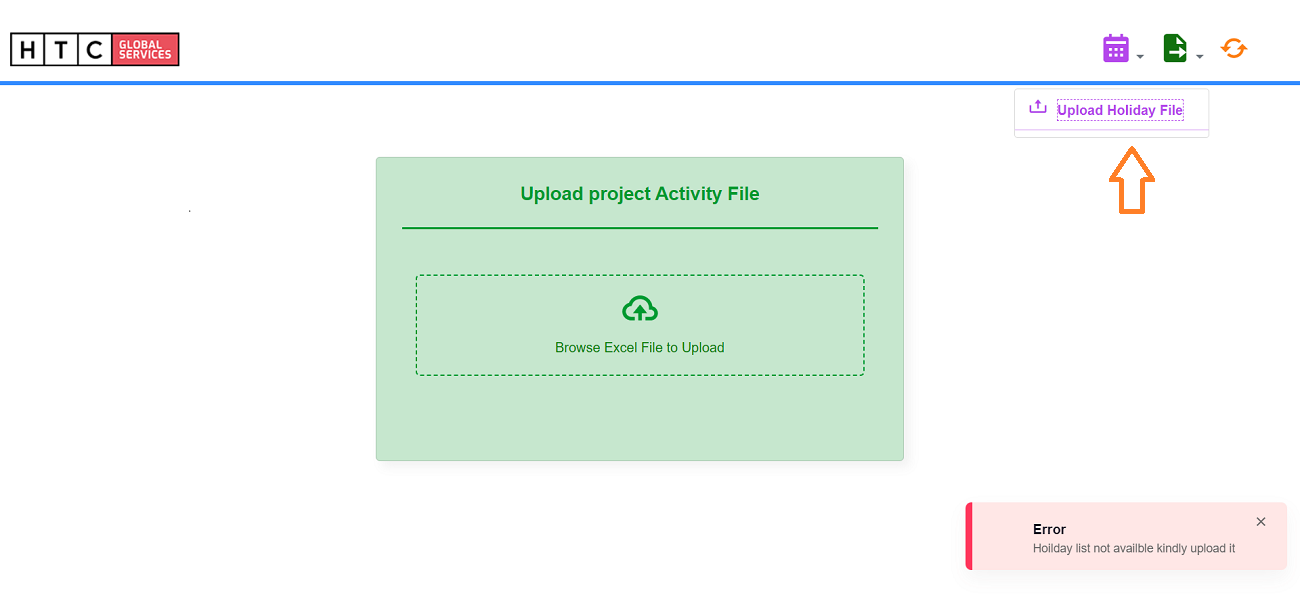 HTC GLOBAL SERVICES
Upload Holiday File
Upload project Activity File
Browse Excel File to Upload
Error
Hoilday list not availble kindly upload it